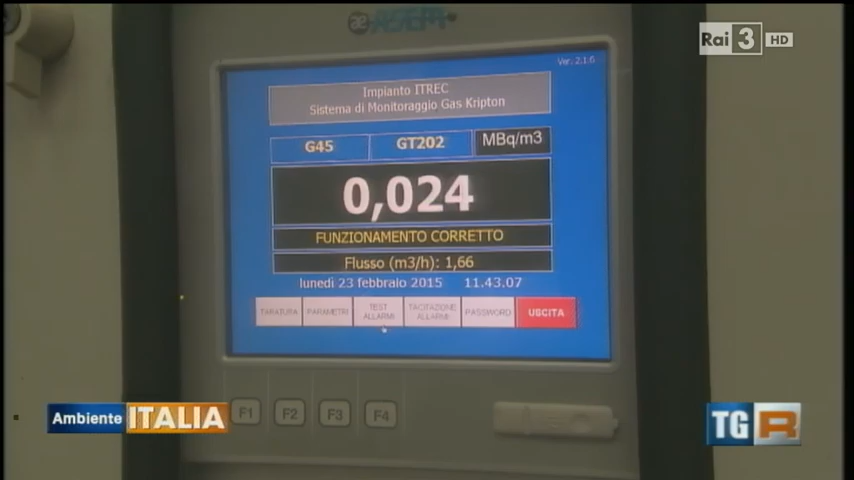 ASEM
Rai 3 HD
Ver. 2.1.6
Impianto ITREC
Sistema di Monitoraggio Gas Kripton
G45 GT202 MBq/m3
0,024
FUNZIONAMENTO CORRETTO
Flusso (m3/h): 1,66
lunedì 23 febbraio 2015 11.43.07
TARATURA PARAMETRI TEST ALLARMI TACITAZIONE ALLARMI PASSWORD USCITA
F1 F2 F3 F4
Ambiente ITALIA
TGR